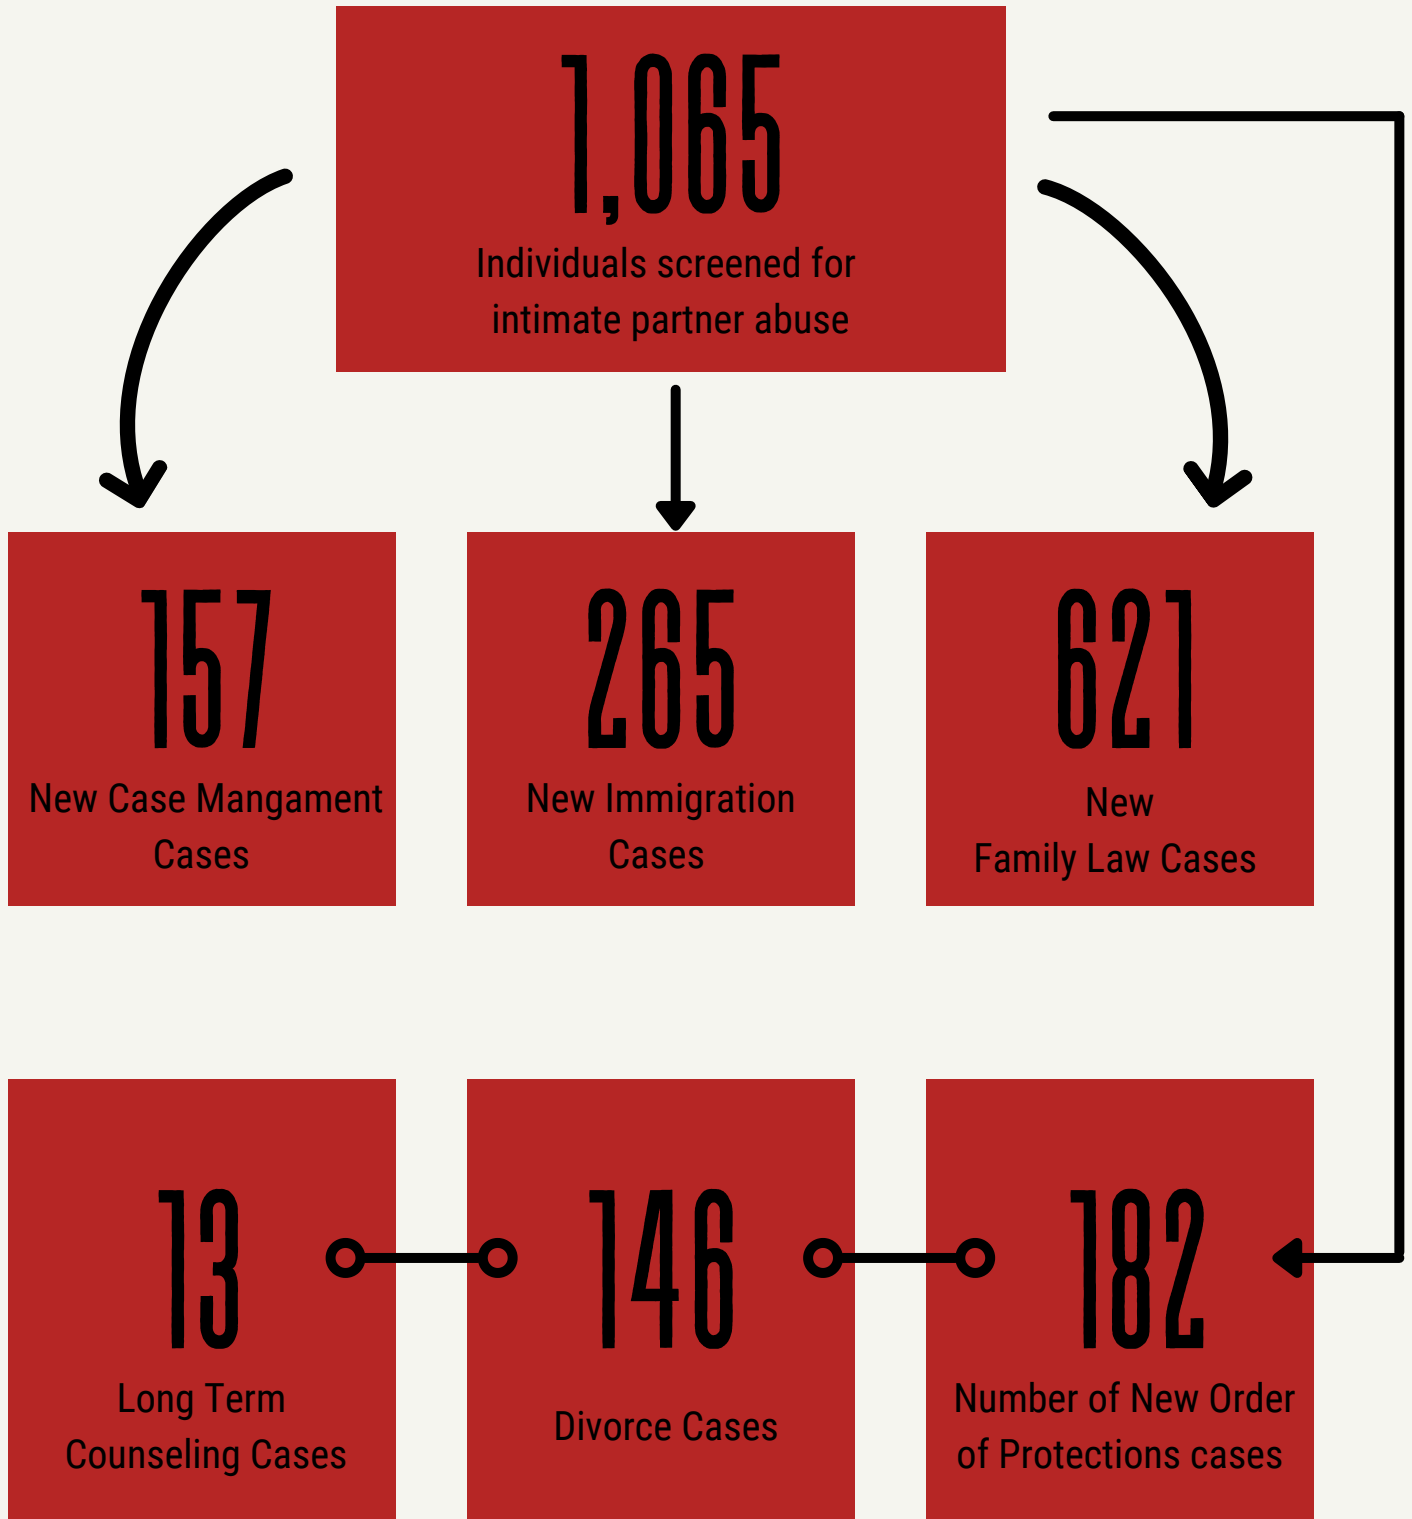 1,065
Individuals screened for
intimate partner abuse
157
New Case Mangament
Cases
265
New Immigration
Cases
621
New
Family Law Cases
13
Long Term
Counseling Cases
146
Divorce Cases
182
Number of New Order
of Protections cases